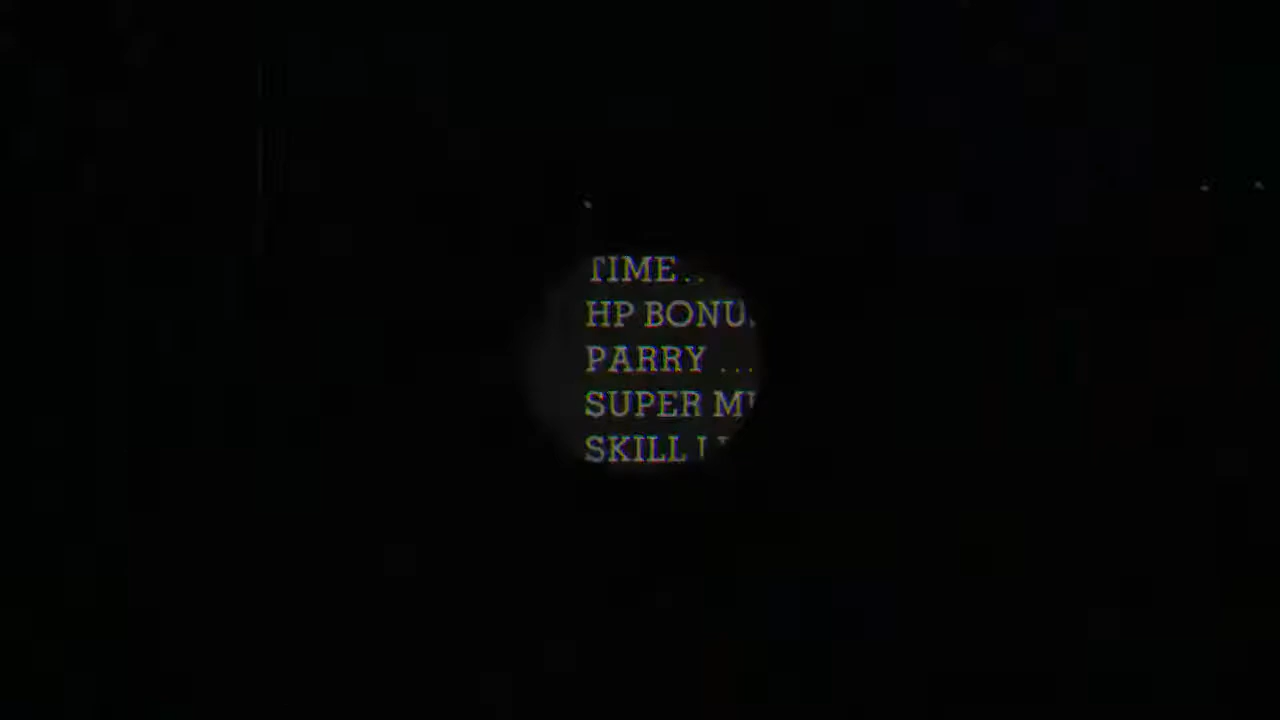 TIME..
HP BONU
PARRY ...
SUPER M
SKILL L